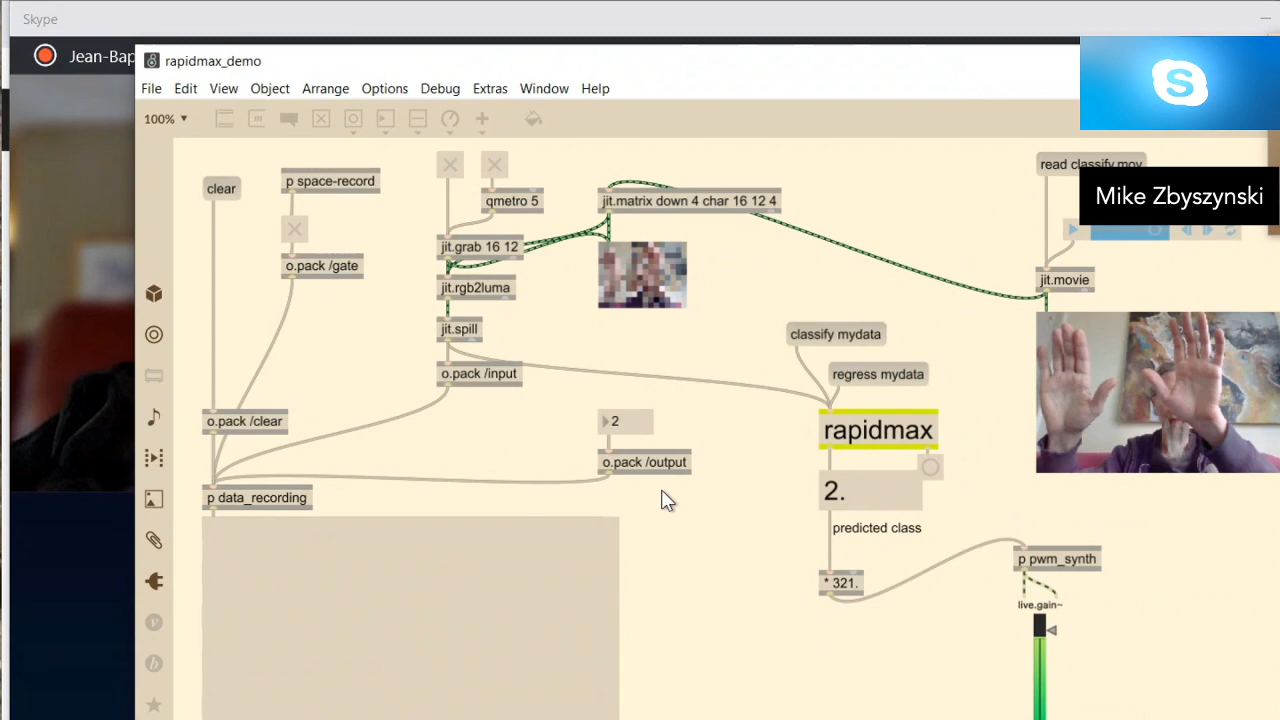 Skype
Jean-Bap
rapidmax_demo
File Edit View Object Arrange Options Debug Extras Window Help
100%
S
Mike Zbyszynski
clear
p space-record
qmetro 5
jit.matrix down 4 char 16 12 4
read classify.mov
o.pack /gate
jit.grab 16 12
jit.rgb2luma
jit.movie
jit.spill
classify mydata
o.pack /input
regress mydata
o.pack /clear
2
rapidmax
o.pack /output
p data_recording
2.
predicted class
p pwm_synth
* 321.
live.gain~